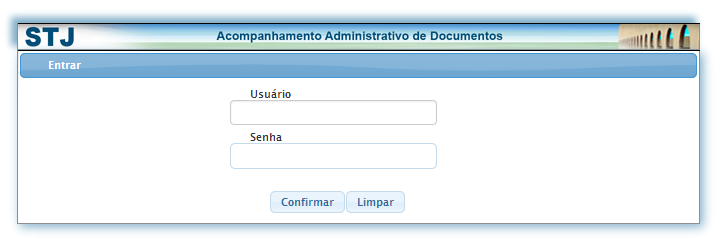 STJ
Acompanhamento Administrativo de Documentos
Entrar
Usuário
Senha
Confirmar Limpar